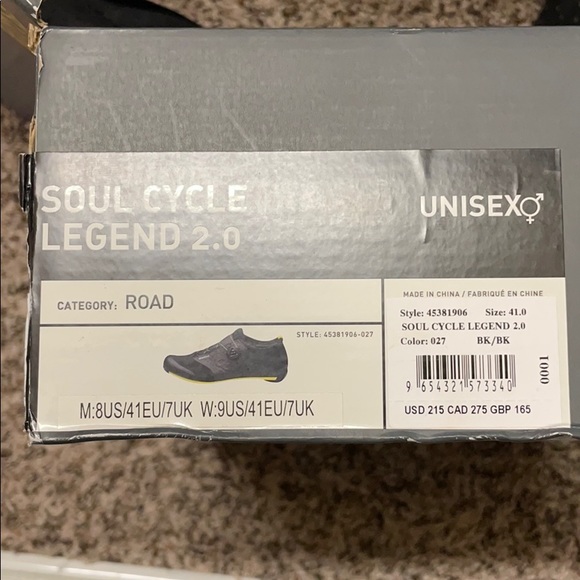 SOUL CYCLE
LEGEND 2.0
UNISEX
CATEGORY: ROAD
STYLE: 45381906-027
M:8US/41EU/7UK W:9US/41EU/7UK
MADE IN CHINA / FABRIQUÉ EN CHINE
Style: 45381906 Size: 41.0
SOUL CYCLE LEGEND 2.0
Color: 027 BK/BK
9 654321 573340
0001
USD 215 CAD 275 GBP 165